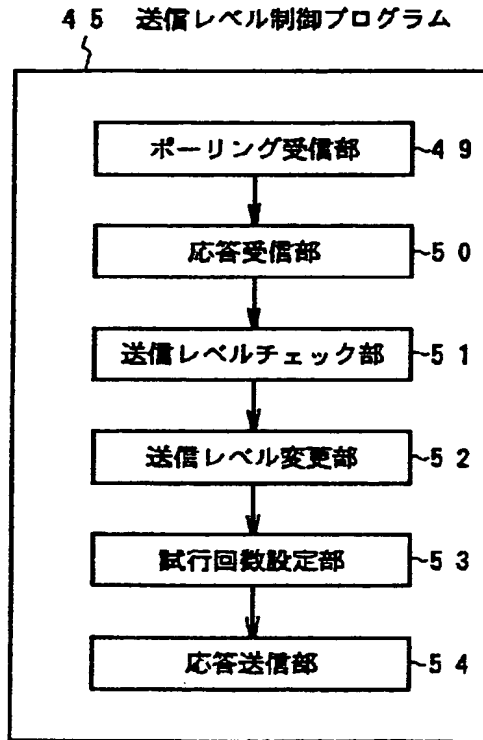 45 送信レベル制御プログラム
ポーリング受信部 ~49
応答受信部 ~50
送信レベルチェック部 ~51
送信レベル変更部 ~52
試行回数設定部 ~53
応答送信部 ~54